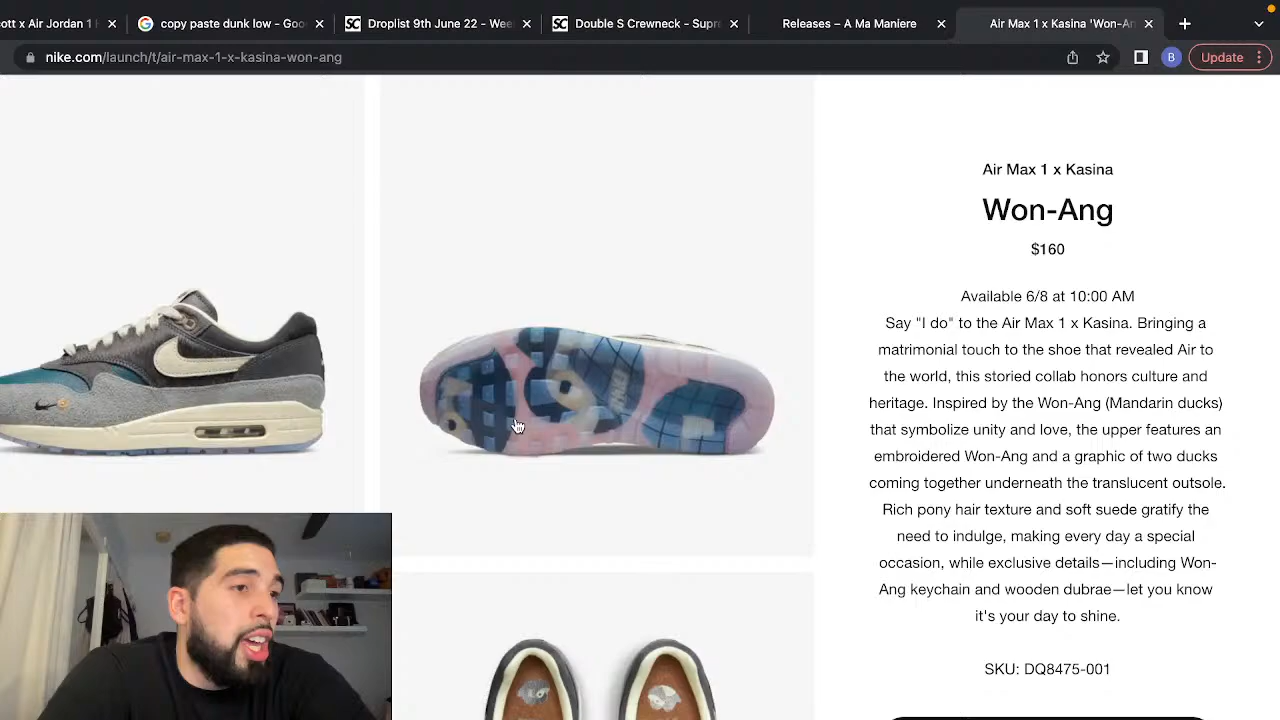 ott x Air Jordan 1 H
copy paste dunk low - Goo
Droplist 9th June 22 - Wee
Double S Crewneck - Supre
Releases – A Ma Maniere
Air Max 1 x Kasina 'Won-An
nike.com/launch/t/air-max-1-x-kasina-won-ang
B
Update
Air Max 1 x Kasina
Won-Ang
$160
Available 6/8 at 10:00 AM
Say "I do" to the Air Max 1 x Kasina. Bringing a
matrimonial touch to the shoe that revealed Air to
the world, this storied collab honors culture and
heritage. Inspired by the Won-Ang (Mandarin ducks)
that symbolize unity and love, the upper features an
embroidered Won-Ang and a graphic of two ducks
coming together underneath the translucent outsole.
Rich pony hair texture and soft suede gratify the
need to indulge, making every day a special
occasion, while exclusive details—including Won-
Ang keychain and wooden dubrae—let you know
it's your day to shine.
SKU: DQ8475-001